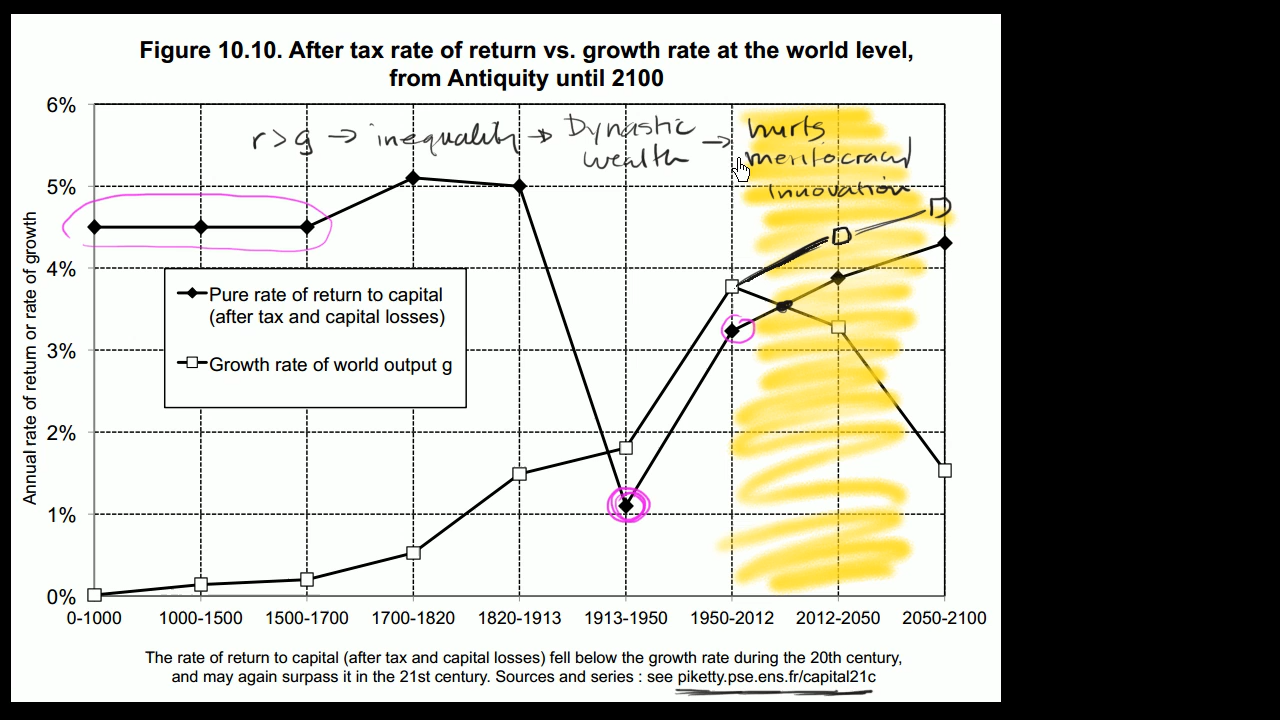 Figure 10.10. After tax rate of return vs. growth rate at the world level,
from Antiquity until 2100
6%
r>g → inequality → Dynastic wealth → hurts
meritocracy
innovation
5%
4%
Pure rate of return to capital
(after tax and capital losses)
3%
Growth rate of world output g
2%
1%
0%
Annual rate of return or rate of growth
0-1000 1000-1500 1500-1700 1700-1820 1820-1913 1913-1950 1950-2012 2012-2050 2050-2100
The rate of return to capital (after tax and capital losses) fell below the growth rate during the 20th century,
and may again surpass it in the 21st century. Sources and series : see piketty.pse.ens.fr/capital21c